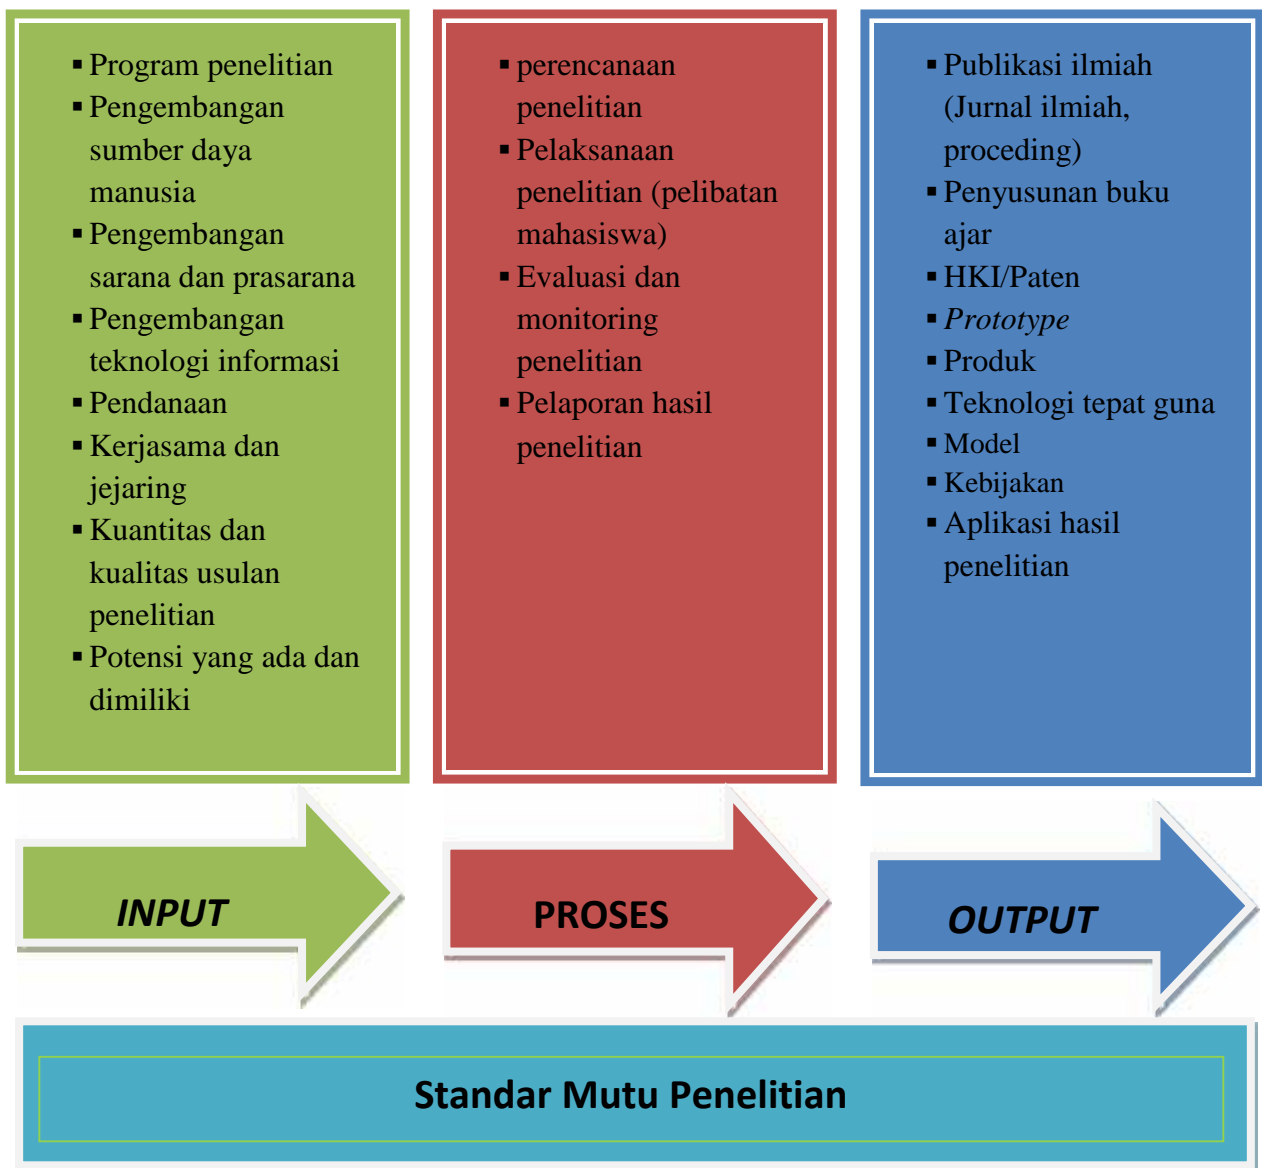 ▪ Program penelitian
▪ Pengembangan
sumber daya
manusia
▪ Pengembangan
sarana dan prasarana
▪ Pengembangan
teknologi informasi
▪ Pendanaan
▪ Kerjasama dan
jejaring
▪ Kuantitas dan
kualitas usulan
penelitian
▪ Potensi yang ada dan
dimiliki
▪ perencanaan
penelitian
▪ Pelaksanaan
penelitian (pelibatan
mahasiswa)
▪ Evaluasi dan
monitoring
penelitian
▪ Pelaporan hasil
penelitian
▪ Publikasi ilmiah
(Jurnal ilmiah,
proceding)
▪ Penyusunan buku
ajar
▪ HKI/Paten
▪ Prototype
▪ Produk
▪ Teknologi tepat guna
▪ Model
▪ Kebijakan
▪ Aplikasi hasil
penelitian
INPUT
PROSES
OUTPUT
Standar Mutu Penelitian